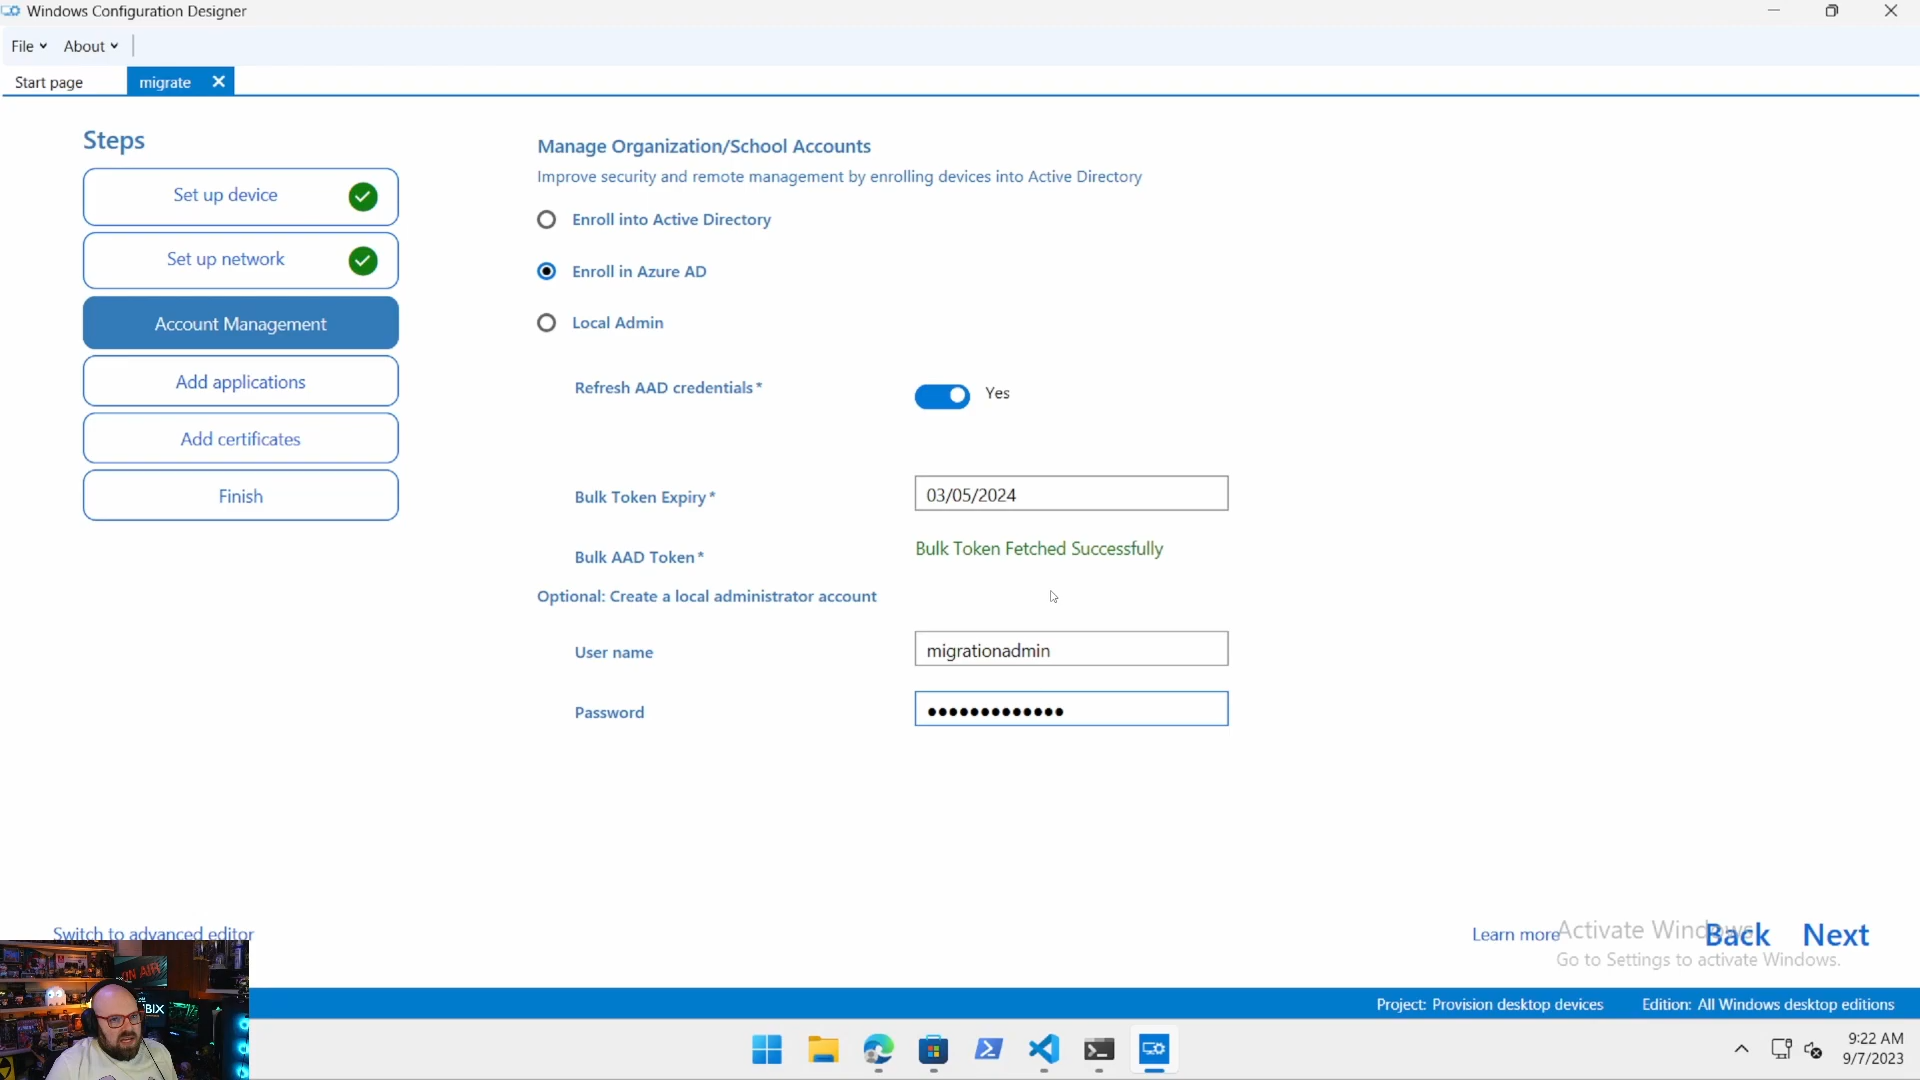 Windows Configuration Designer
File About
Start page migrate
Steps
Set up device
Set up network
Account Management
Add applications
Add certificates
Finish
Manage Organization/School Accounts
Improve security and remote management by enrolling devices into Active Directory
Enroll into Active Directory
Enroll in Azure AD
Local Admin
Refresh AAD credentials* Yes
Bulk Token Expiry* 03/05/2024
Bulk AAD Token* Bulk Token Fetched Successfully
Optional: Create a local administrator account
User name migrationadmin
Password ●●●●●●●●●●●●●
Switch to advanced editor
Learn more Back Next
Activate Windows
Go to Settings to activate Windows.
ON AIR
BIX
Project: Provision desktop devices Edition: All Windows desktop editions
9:22 AM
9/7/2023